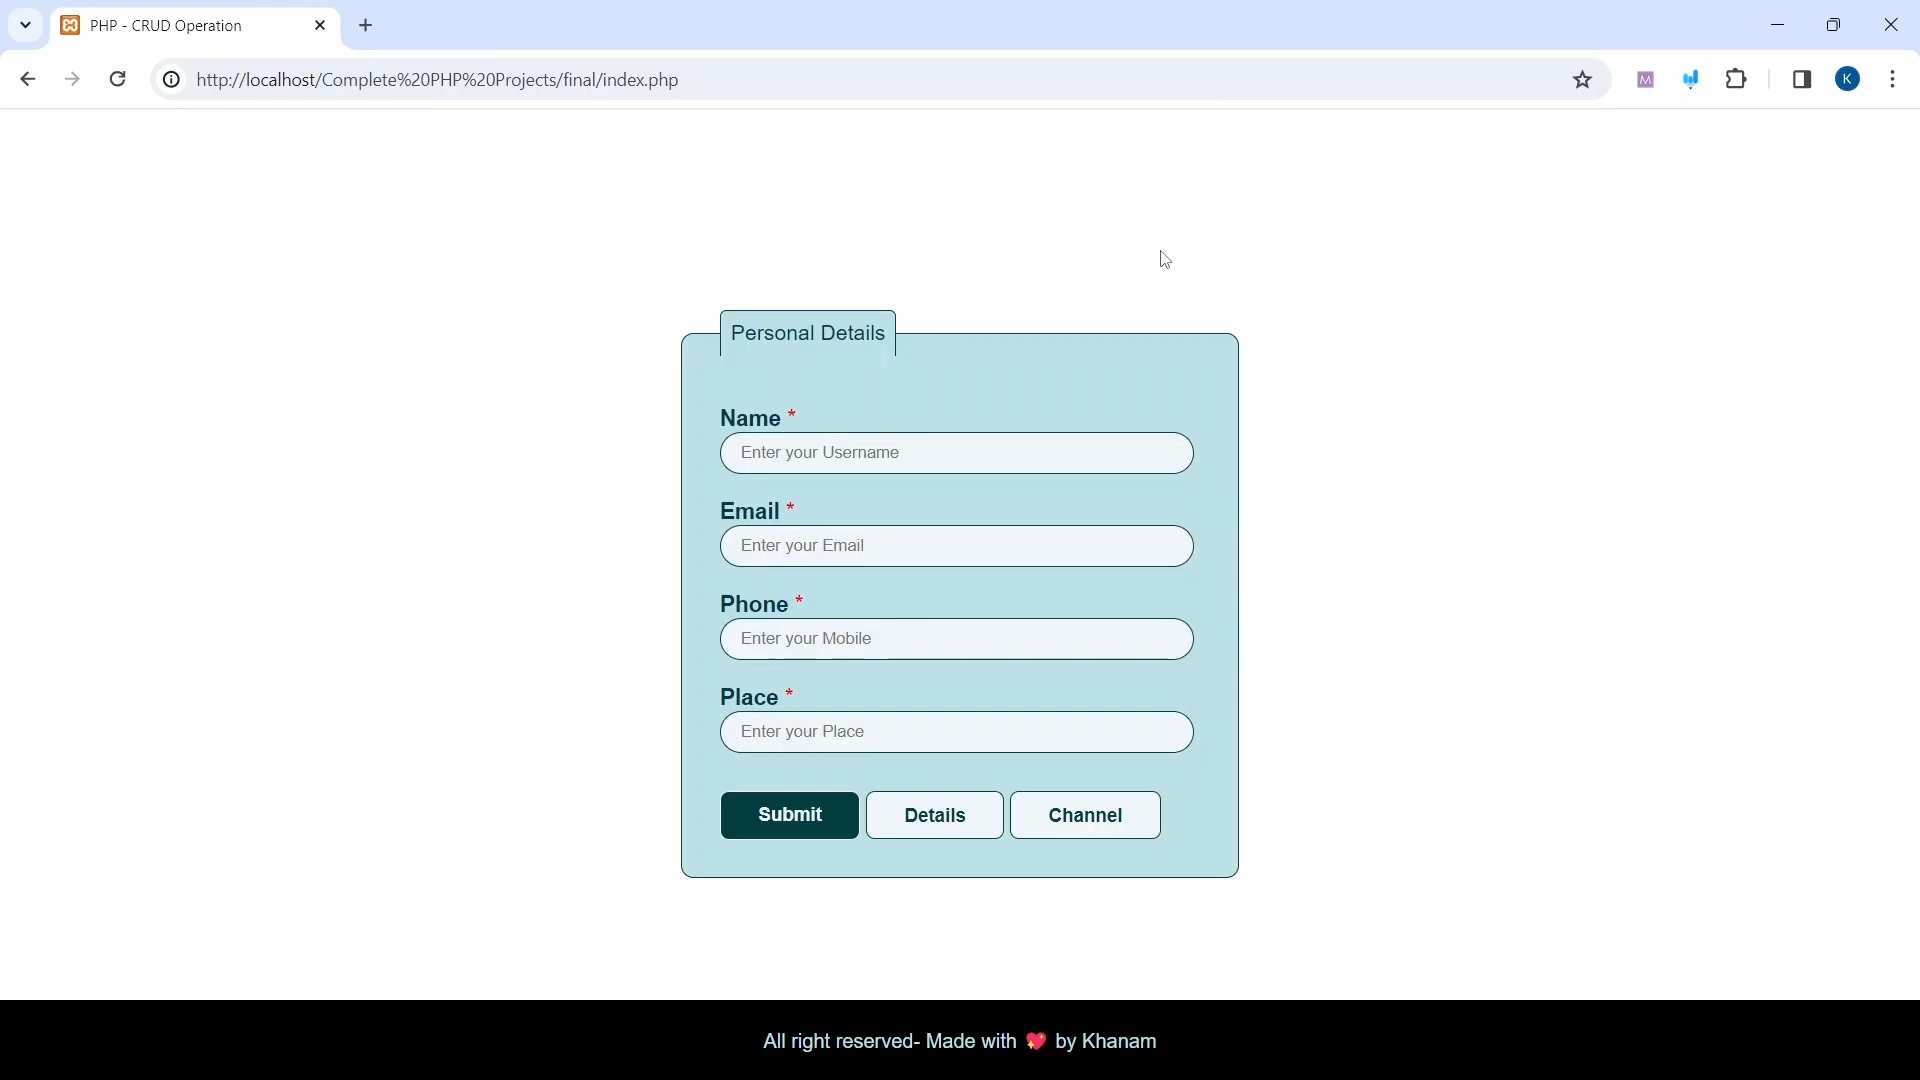 PHP - CRUD Operation
http://localhost/Complete%20PHP%20Projects/final/index.php
M
K
Personal Details
Name *
Enter your Username
Email *
Enter your Email
Phone *
Enter your Mobile
Place *
Enter your Place
Submit Details Channel
All right reserved- Made with 💖 by Khanam